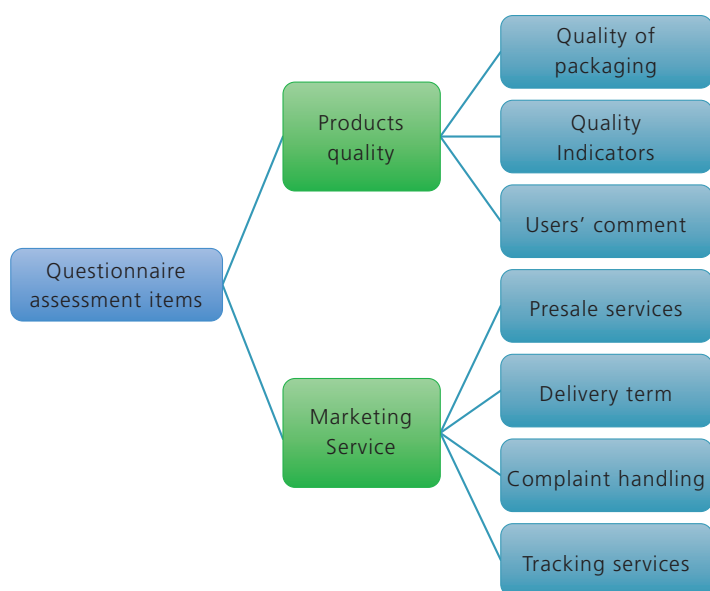 Questionnaire
assessment items
Products
quality
Quality of
packaging
Quality
Indicators
Users’ comment
Marketing
Service
Presale services
Delivery term
Complaint handling
Tracking services